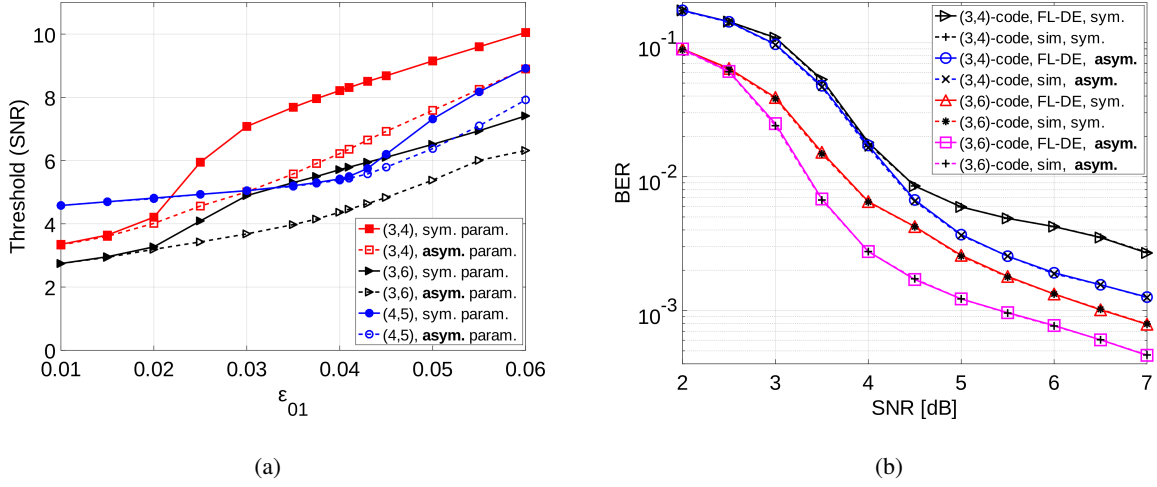 10
8
6
4
2
0
Threshold (SNR)
0.01 0.02 0.03 0.04 0.05 0.06
ε01
(3,4), sym. param.
(3,4), asym. param.
(3,6), sym. param.
(3,6), asym. param.
(4,5), sym. param.
(4,5), asym. param.
(a)
10-1
10-2
10-3
BER
2 3 4 5 6 7
SNR [dB]
(3,4)-code, FL-DE, sym.
(3,4)-code, sim, sym.
(3,4)-code, FL-DE, asym.
(3,4)-code, sim, asym.
(3,6)-code, FL-DE, sym.
(3,6)-code, sim, sym.
(3,6)-code, FL-DE, asym.
(3,6)-code, sim, asym.
(b)